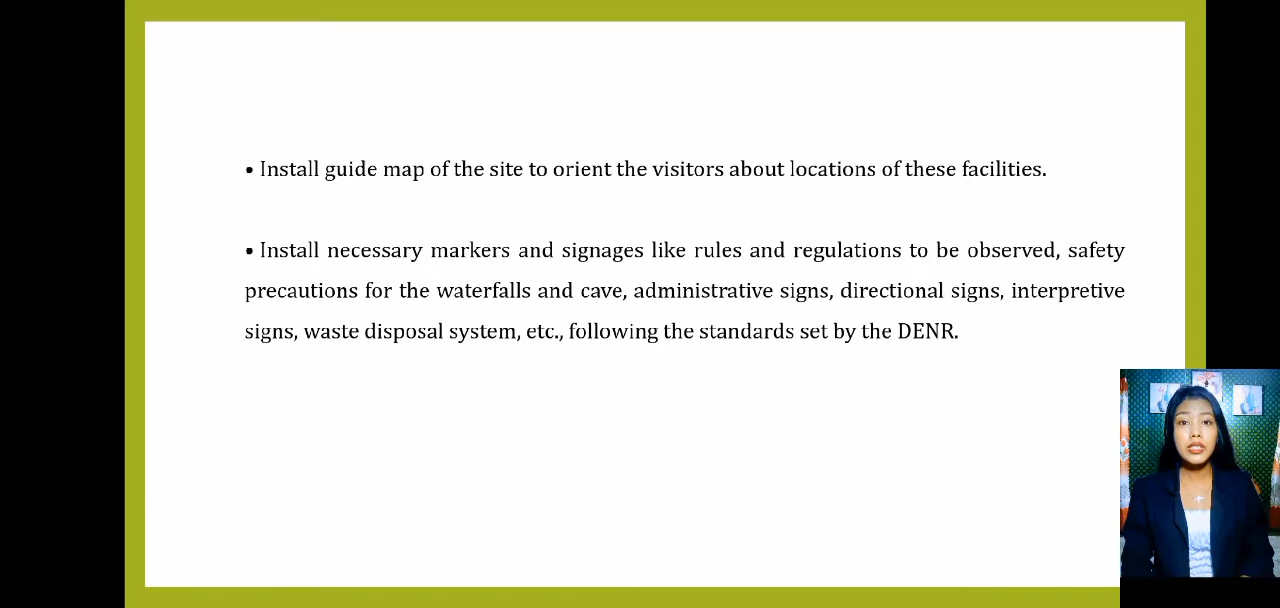 • Install guide map of the site to orient the visitors about locations of these facilities.
• Install necessary markers and signages like rules and regulations to be observed, safety
precautions for the waterfalls and cave, administrative signs, directional signs, interpretive
signs, waste disposal system, etc., following the standards set by the DENR.